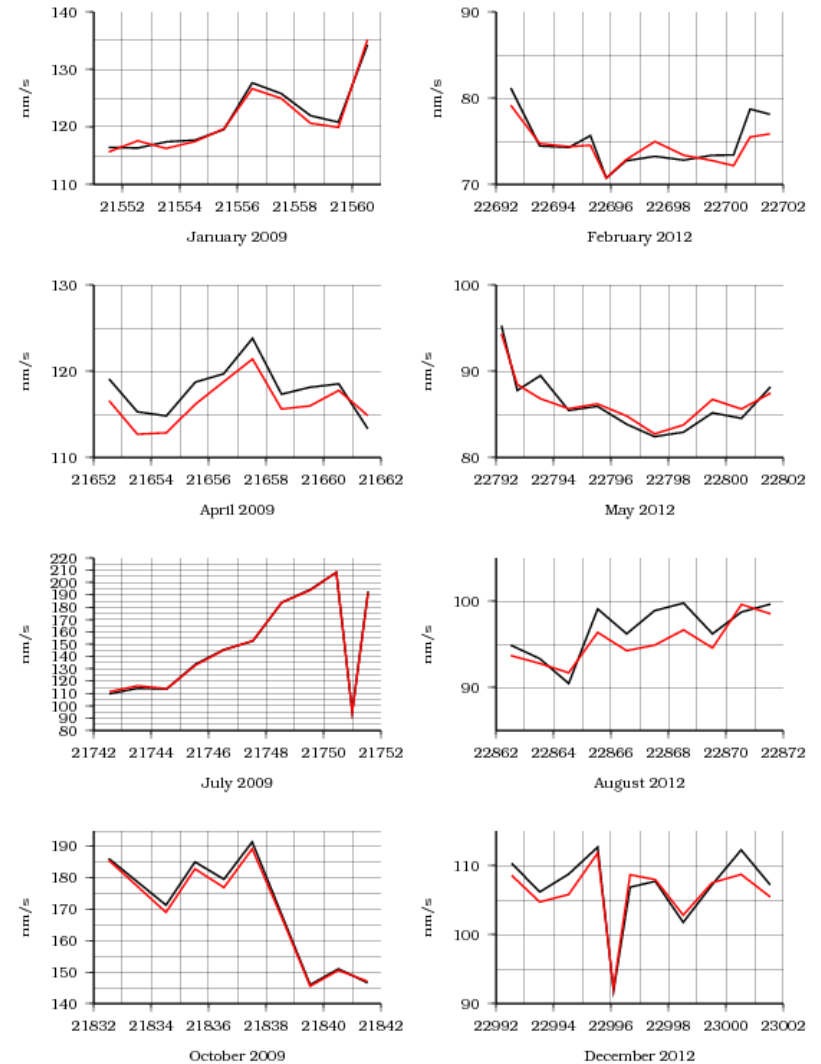 140
130
120
110
nm/s
21552 21554 21556 21558 21560
January 2009
90
80
70
nm/s
22692 22694 22696 22698 22700 22702
February 2012
130
120
110
nm/s
21652 21654 21656 21658 21660 21662
April 2009
100
90
80
nm/s
22792 22794 22796 22798 22800 22802
May 2012
220
210
200
190
180
170
160
150
140
130
120
110
100
90
80
nm/s
21742 21744 21746 21748 21750 21752
July 2009
100
90
nm/s
22862 22864 22866 22868 22870 22872
August 2012
190
180
170
160
150
140
nm/s
21832 21834 21836 21838 21840 21842
October 2009
110
100
90
nm/s
22992 22994 22996 22998 23000 23002
December 2012